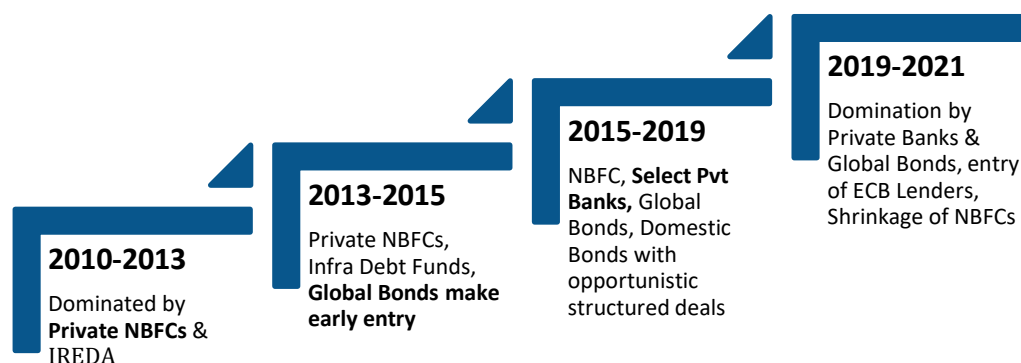 2010-2013
Dominated by
Private NBFCs &
IREDA
2013-2015
Private NBFCs,
Infra Debt Funds,
Global Bonds make
early entry
2015-2019
NBFC, Select Pvt
Banks, Global
Bonds, Domestic
Bonds with
opportunistic
structured deals
2019-2021
Domination by
Private Banks &
Global Bonds, entry
of ECB Lenders,
Shrinkage of NBFCs